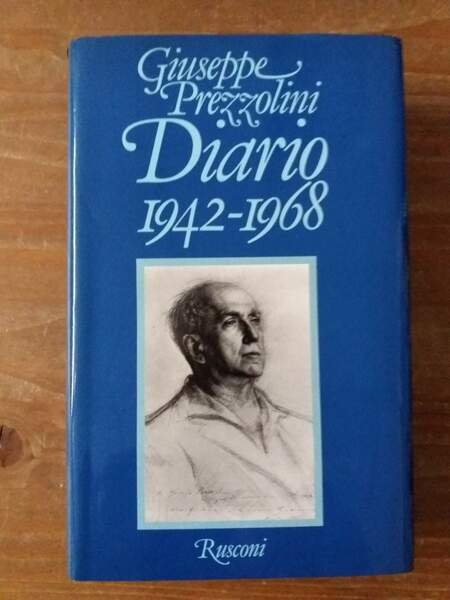 Giuseppe
Prezzolini
Diario
1942-1968
Rusconi